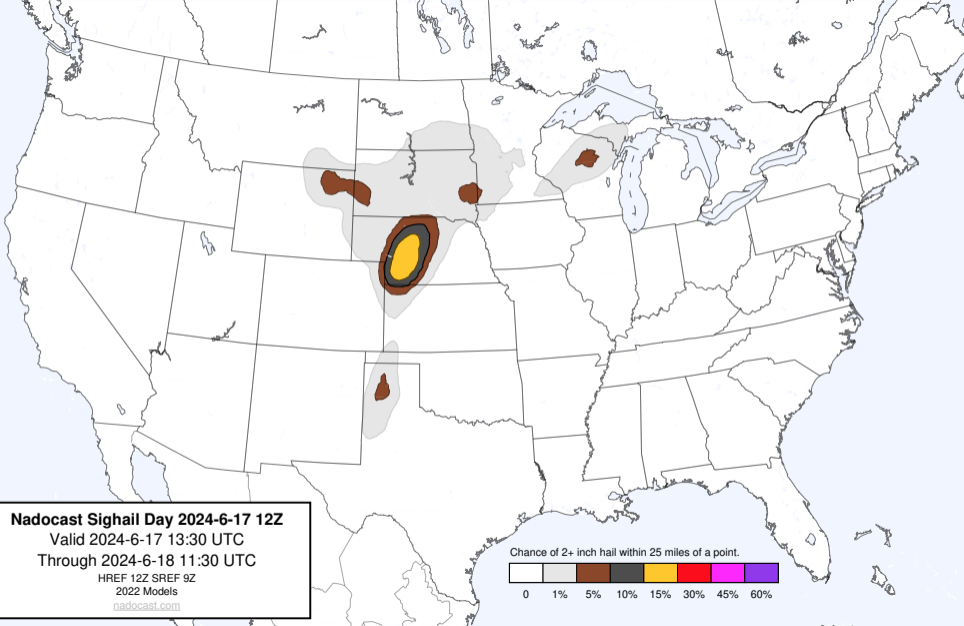 Nadocast Sighail Day 2024-6-17 12Z
Valid 2024-6-17 13:30 UTC
Through 2024-6-18 11:30 UTC
HREF 12Z SREF 9Z
2022 Models
nadocast.com
Chance of 2+ inch hail within 25 miles of a point.
0 1% 5% 10% 15% 30% 45% 60%